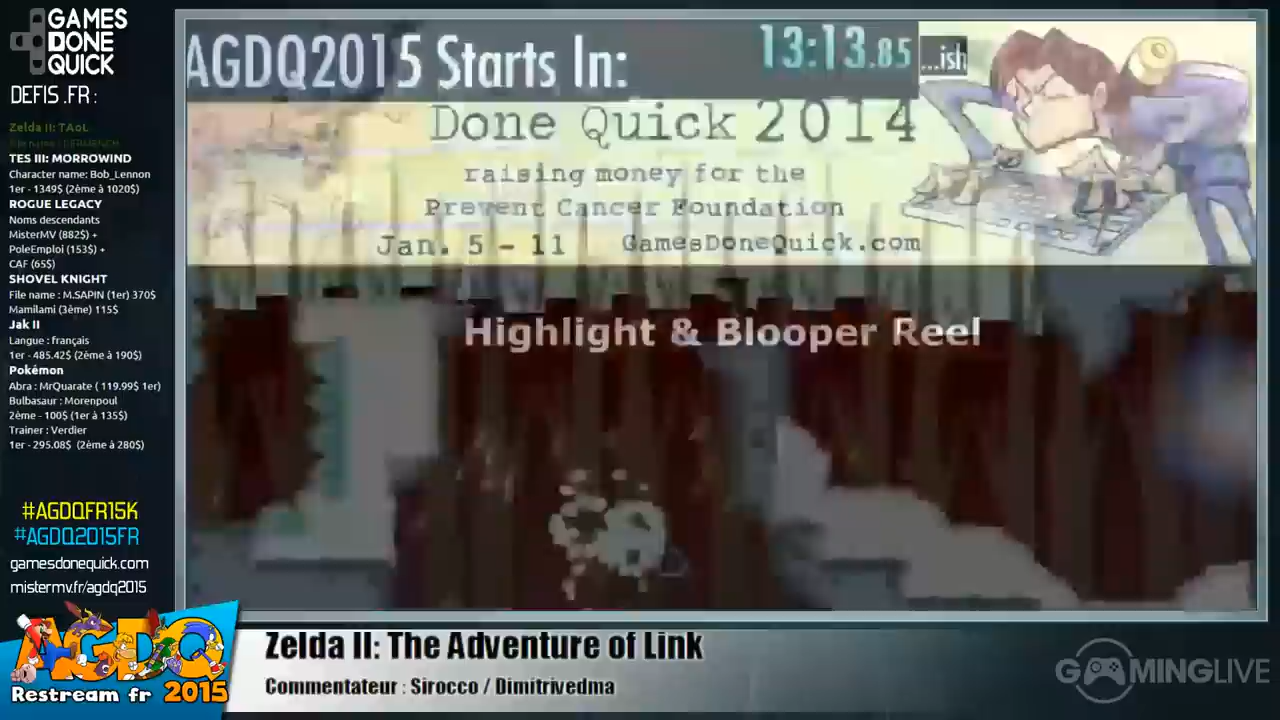 GAMES
DONE
QUICK
DEFIS .FR :
Zelda II: TAoL
TES III: MORROWIND
Character name: Bob_Lennon
1er - 1349$ (2ème à 1020$)
ROGUE LEGACY
Noms descendants
MisterMV (882$) +
PoleEmploi (153$) +
CAF (65$)
SHOVEL KNIGHT
File name : M.SAPIN (1er) 370$
Mamilami (3ème) 115$
Jak II
Langue : français
1er - 485.42$ (2ème à 190$)
Pokémon
Abra : MrQuarate ( 119.99$ 1er)
Bulbasaur : Morenpoul
2ème - 100$ (1er à 135$)
Trainer : Verdier
1er - 295.08$ (2ème à 280$)
#AGDQFR15K
#AGDQ2015FR
gamesdonequick.com
mistermv.fr/agdq2015
AGDQ
Restream fr 2015
AGDQ2015 Starts In: 13:13.85 ...ish
Done Quick 2014
raising money for the
Prevent Cancer Foundation
Jan. 5 - 11 GamesDoneQuick.com
Highlight & Blooper Reel
Zelda II: The Adventure of Link
Commentateur : Sirocco / Dimitrivedma
GAMINGLIVE